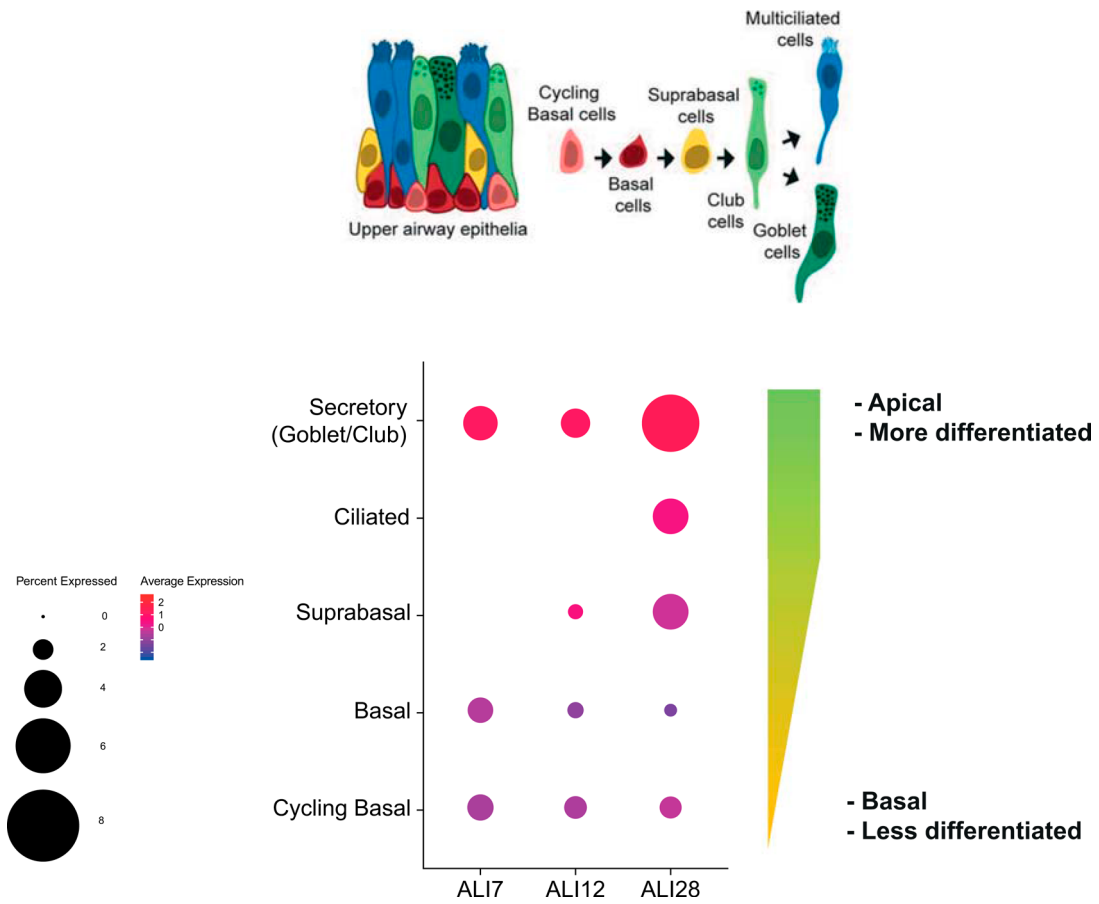 Multiciliated
cells
Cycling
Basal cells
Suprabasal
cells
Basal
cells
Club
cells
Goblet
cells
Upper airway epithelia
Secretory
(Goblet/Club)
Ciliated
Suprabasal
Basal
Cycling Basal
ALI7
ALI12
ALI28
- Apical
- More differentiated
- Basal
- Less differentiated
Percent Expressed
0
2
4
6
8
Average Expression
2
1
0